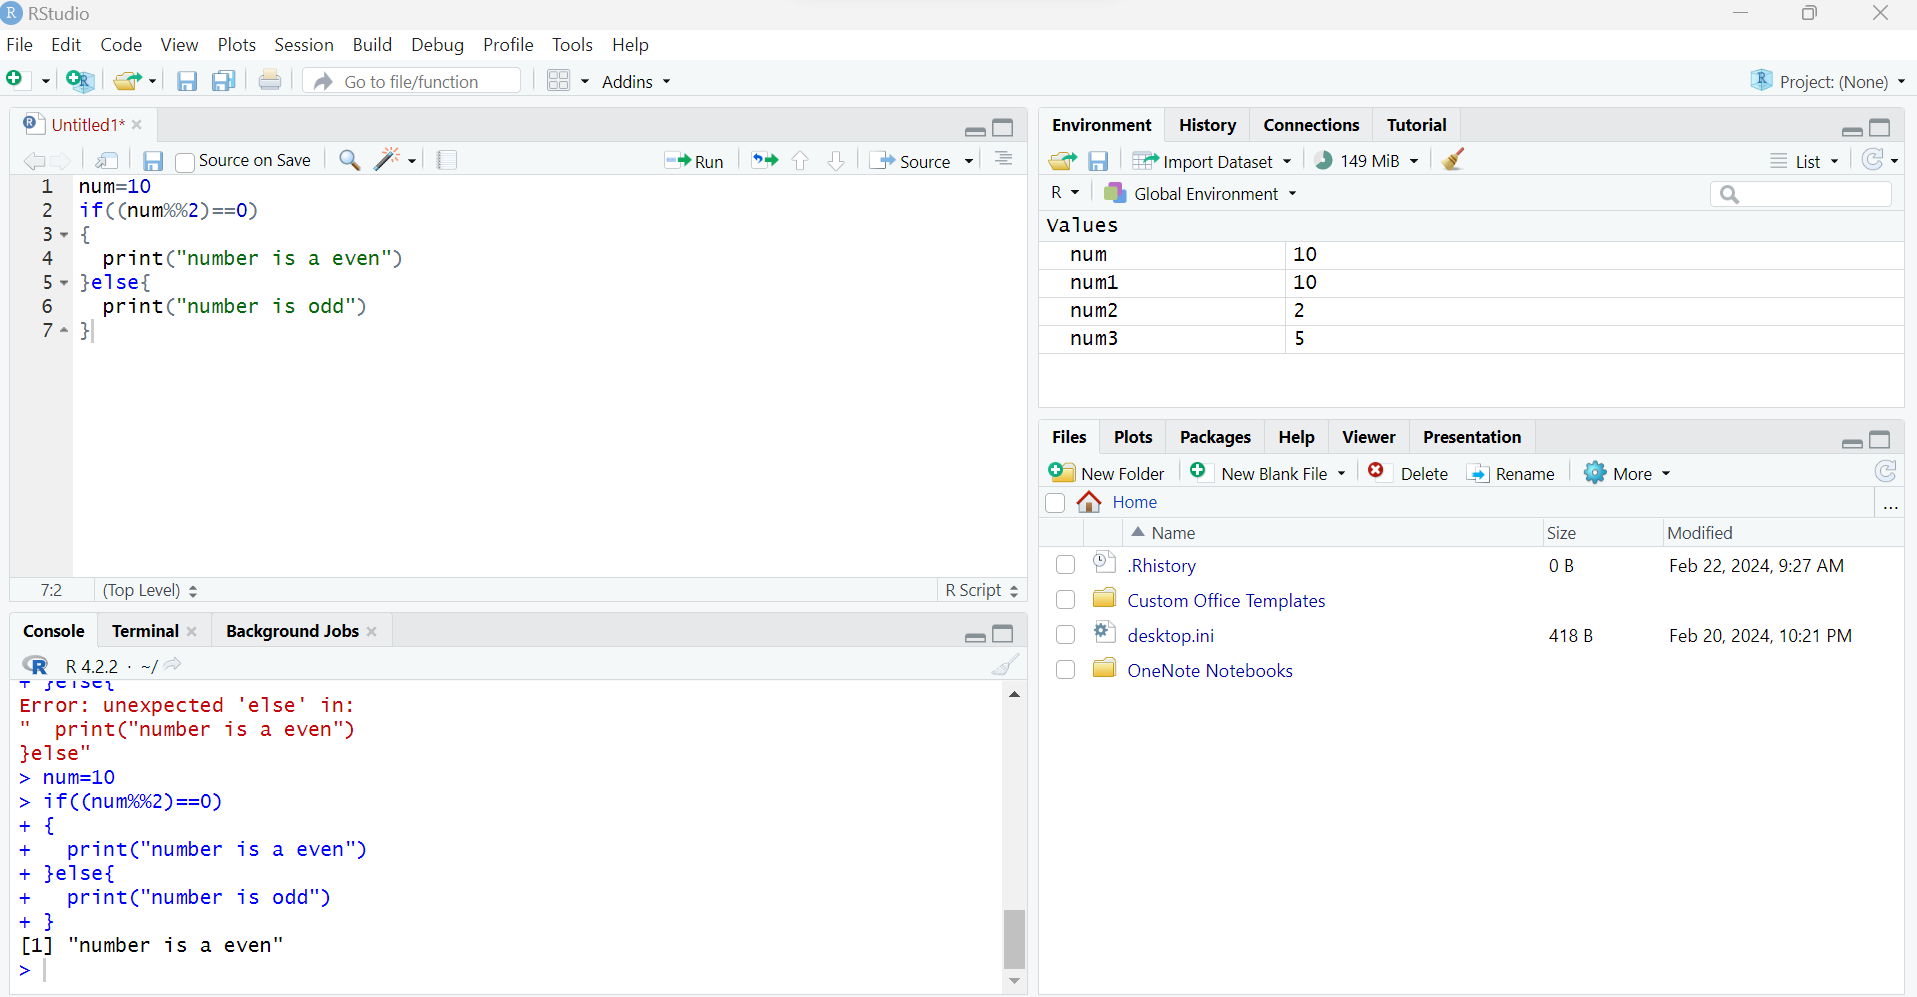 RStudio
File Edit Code View Plots Session Build Debug Profile Tools Help
Go to file/function Addins Project: (None)
Untitled1*
Source on Save Run Source
1 num=10
2 if((num%%2)==0)
3 {
4   print("number is a even")
5 }else{
6   print("number is odd")
7 }
7:2 (Top Level) R Script
Console Terminal Background Jobs
R 4.2.2 · ~/
+ }else{
Error: unexpected 'else' in:
"  print("number is a even")
}else"
> num=10
> if((num%%2)==0)
+ {
+   print("number is a even")
+ }else{
+   print("number is odd")
+ }
[1] "number is a even"
>
Environment History Connections Tutorial
Import Dataset 149 MiB List
R Global Environment
Values
num 10
num1 10
num2 2
num3 5
Files Plots Packages Help Viewer Presentation
New Folder New Blank File Delete Rename More
Home ...
Name Size Modified
.Rhistory 0 B Feb 22, 2024, 9:27 AM
Custom Office Templates
desktop.ini 418 B Feb 20, 2024, 10:21 PM
OneNote Notebooks